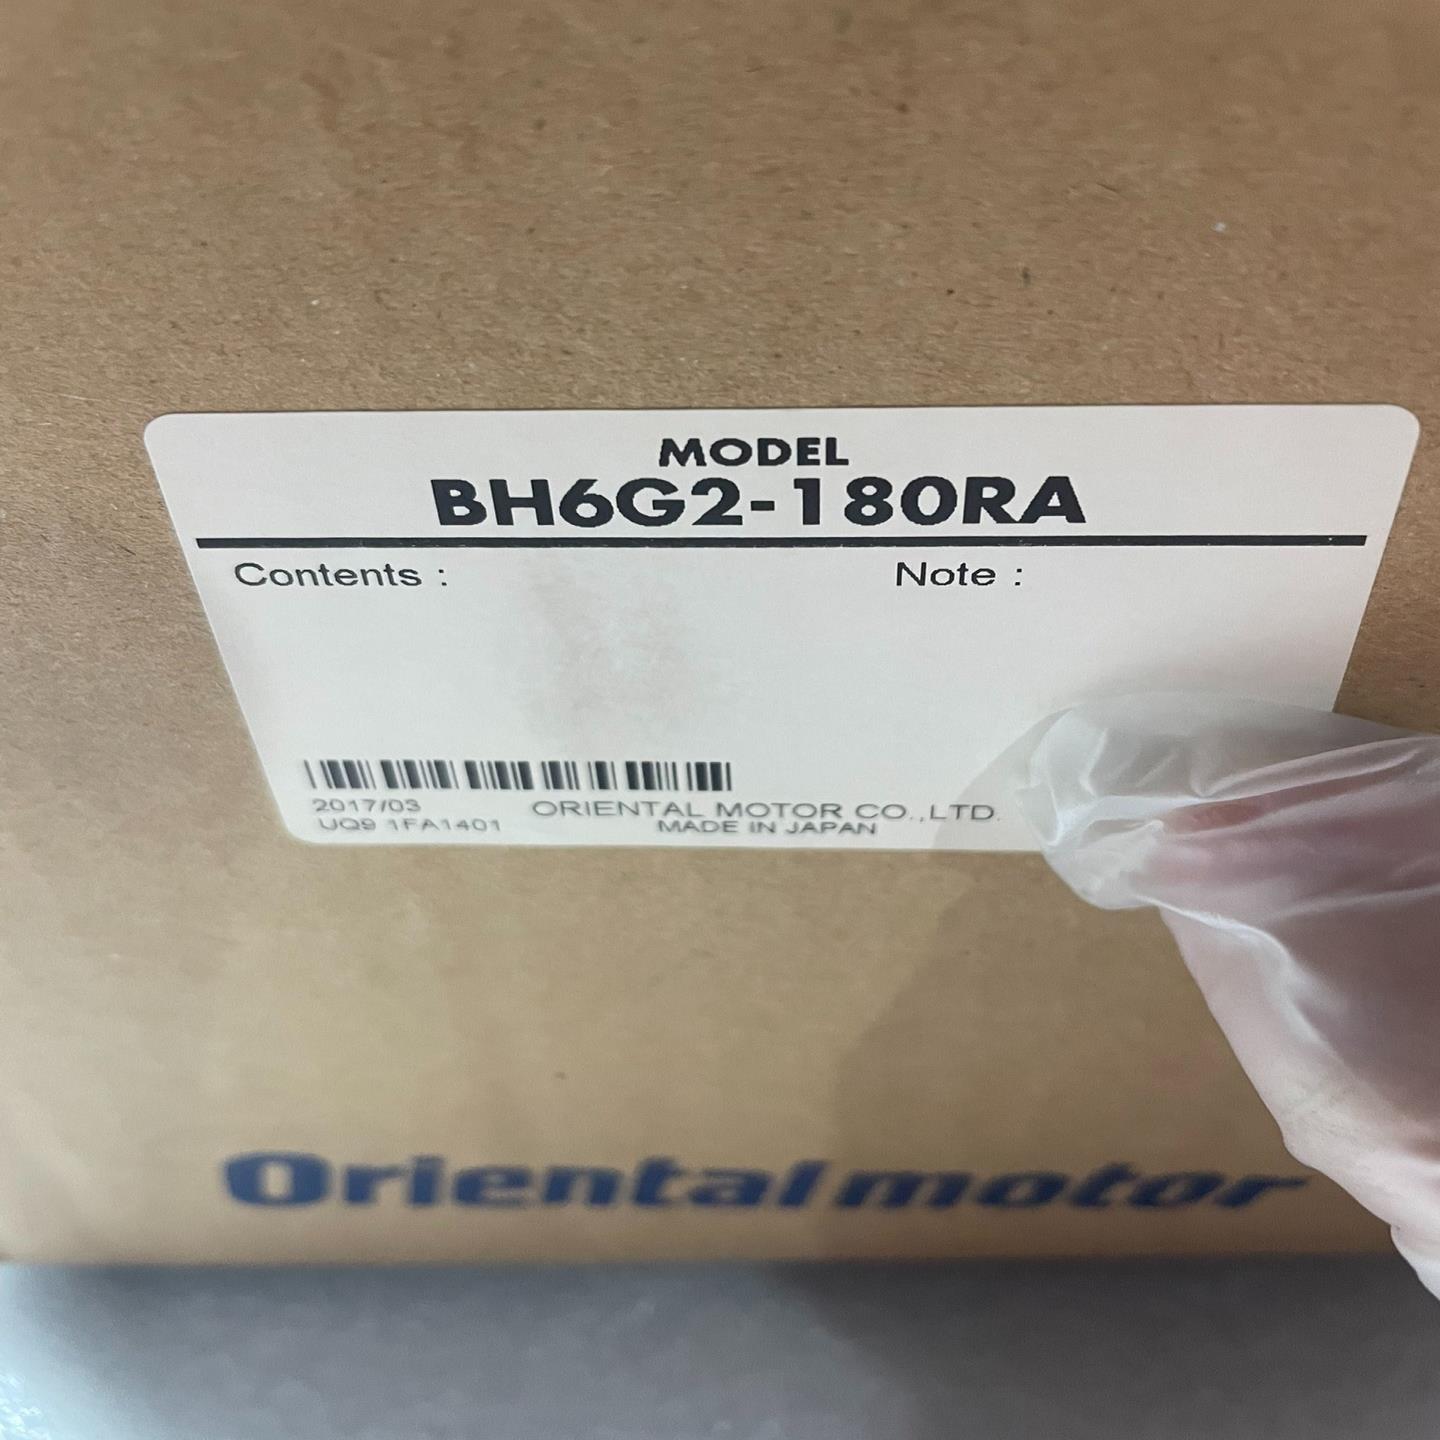 MODEL
BH6G2-180RA
Contents :
Note :
2017/03
UQ9 1FA1401
ORIENTAL MOTOR CO.,LTD.
MADE IN JAPAN
Orientalmotor